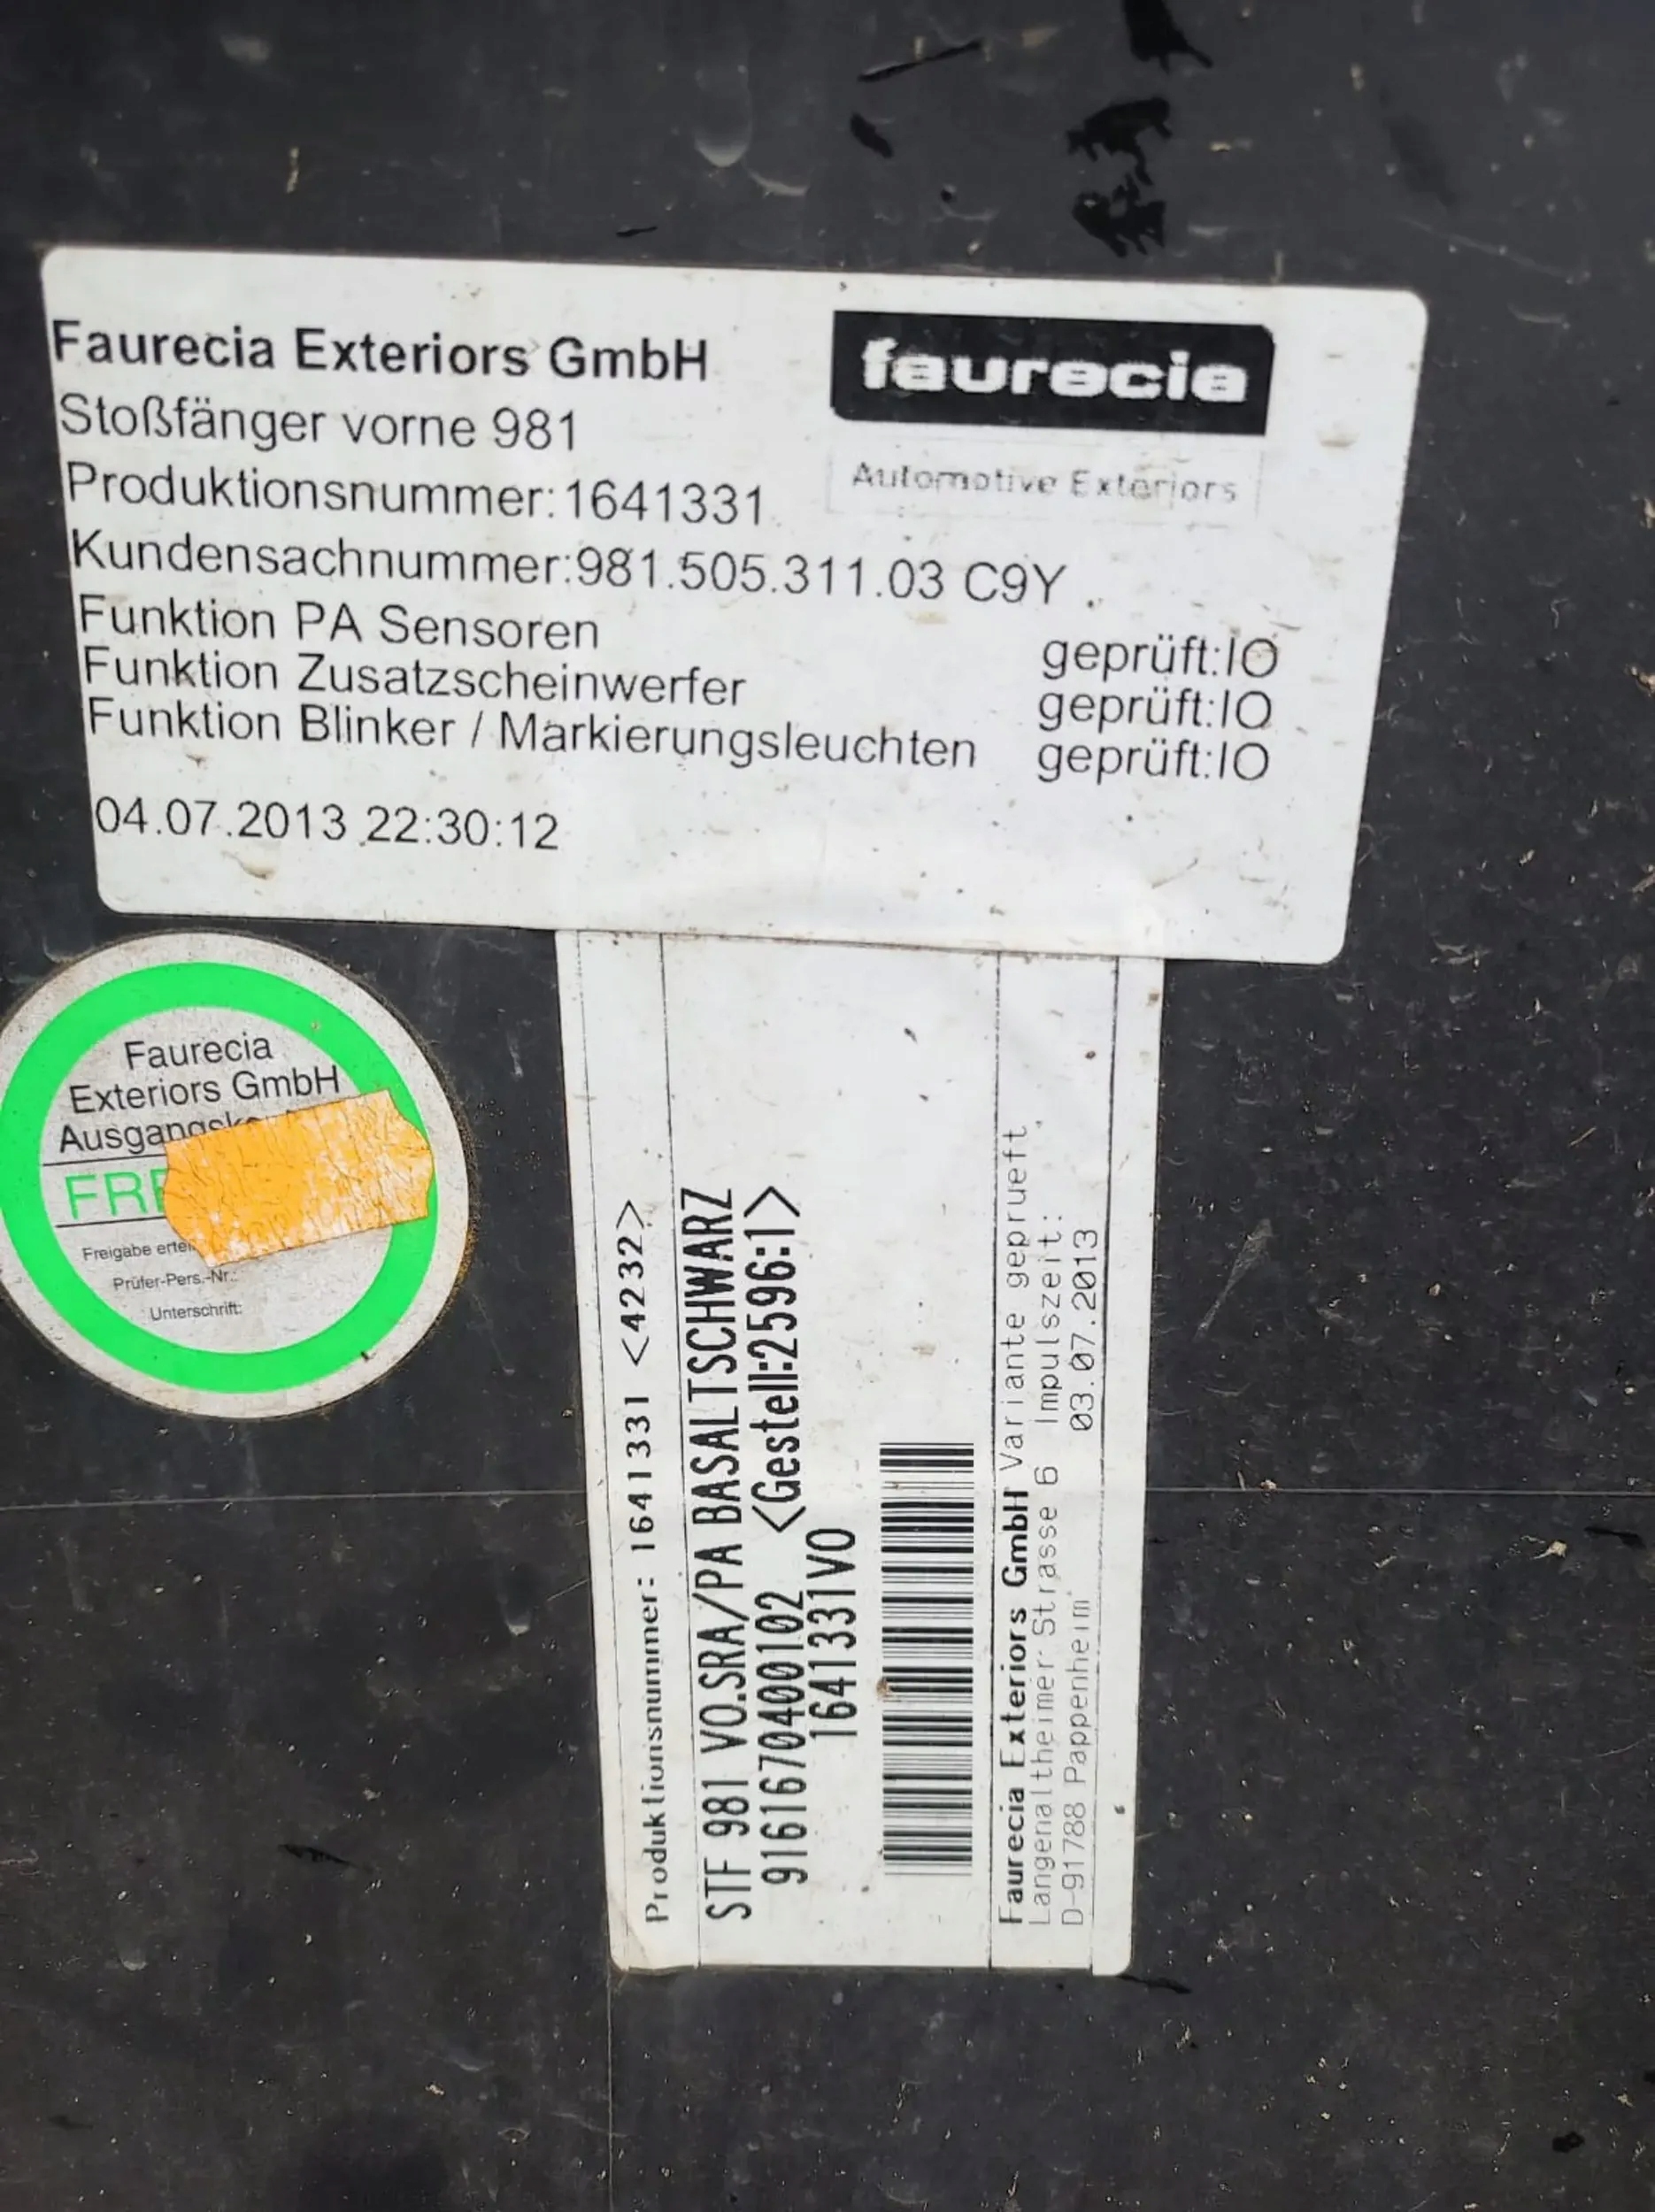 Faurecia Exteriors GmbH
faurecia
Automotive Exteriors
Stoßfänger vorne 981
Produktionsnummer:1641331
Kundensachnummer:981.505.311.03 C9Y
Funktion PA Sensoren geprüft:IO
Funktion Zusatzscheinwerfer geprüft:IO
Funktion Blinker / Markierungsleuchten geprüft:IO
04.07.2013 22:30:12
Faurecia
Exteriors GmbH
Freigabe
Prüfer-Pers.-Nr.:
Unterschrift:
Produktionsnummer: 1641331 <4232>
STF 981 VO.SRA/PA BASALTSCHWARZ
9161670400102 <Gestell:2596:1>
1641331VO
Faurecia Exteriors GmbH Variante geprueft
Langenaltheimer Strasse 6 Impulszeit:
D-91788 Pappenheim 03.07.2013